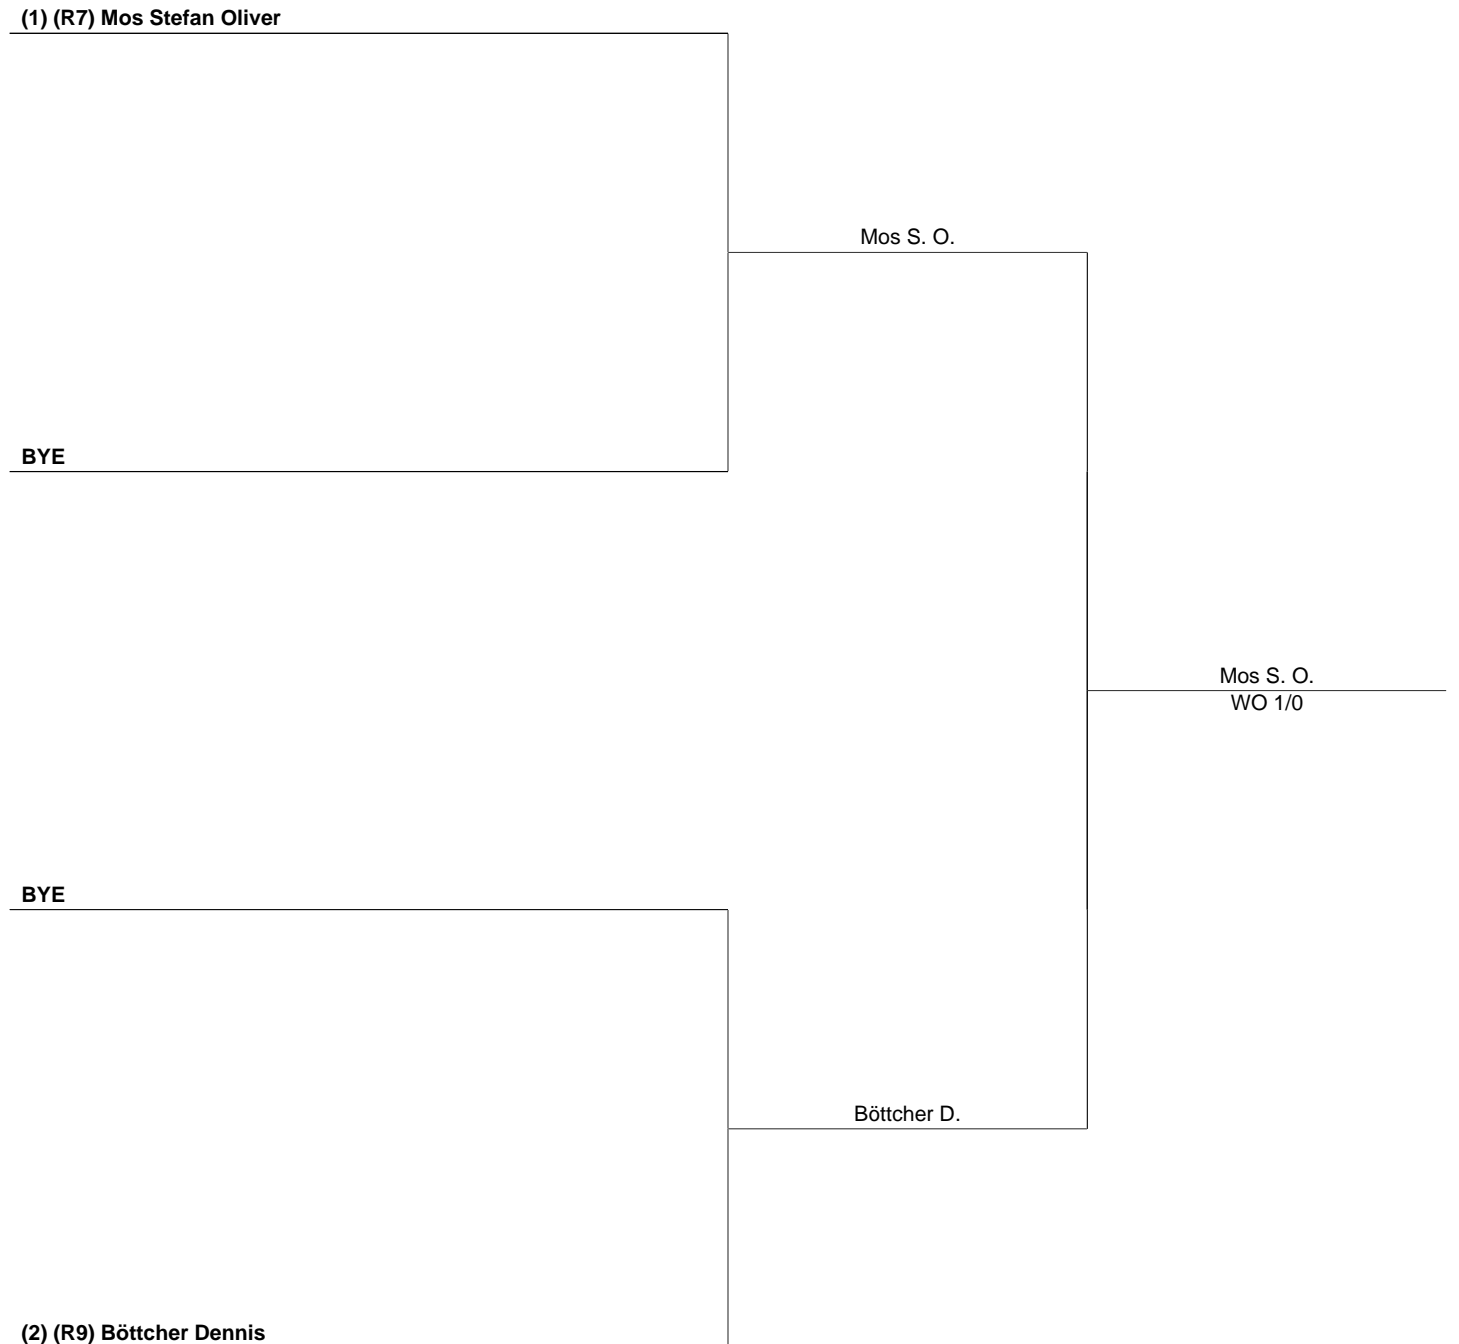 (1) (R7) Mos Stefan Oliver
Mos S. O.
BYE
Mos S. O.
WO 1/0
BYE
Böttcher D.
(2) (R9) Böttcher Dennis